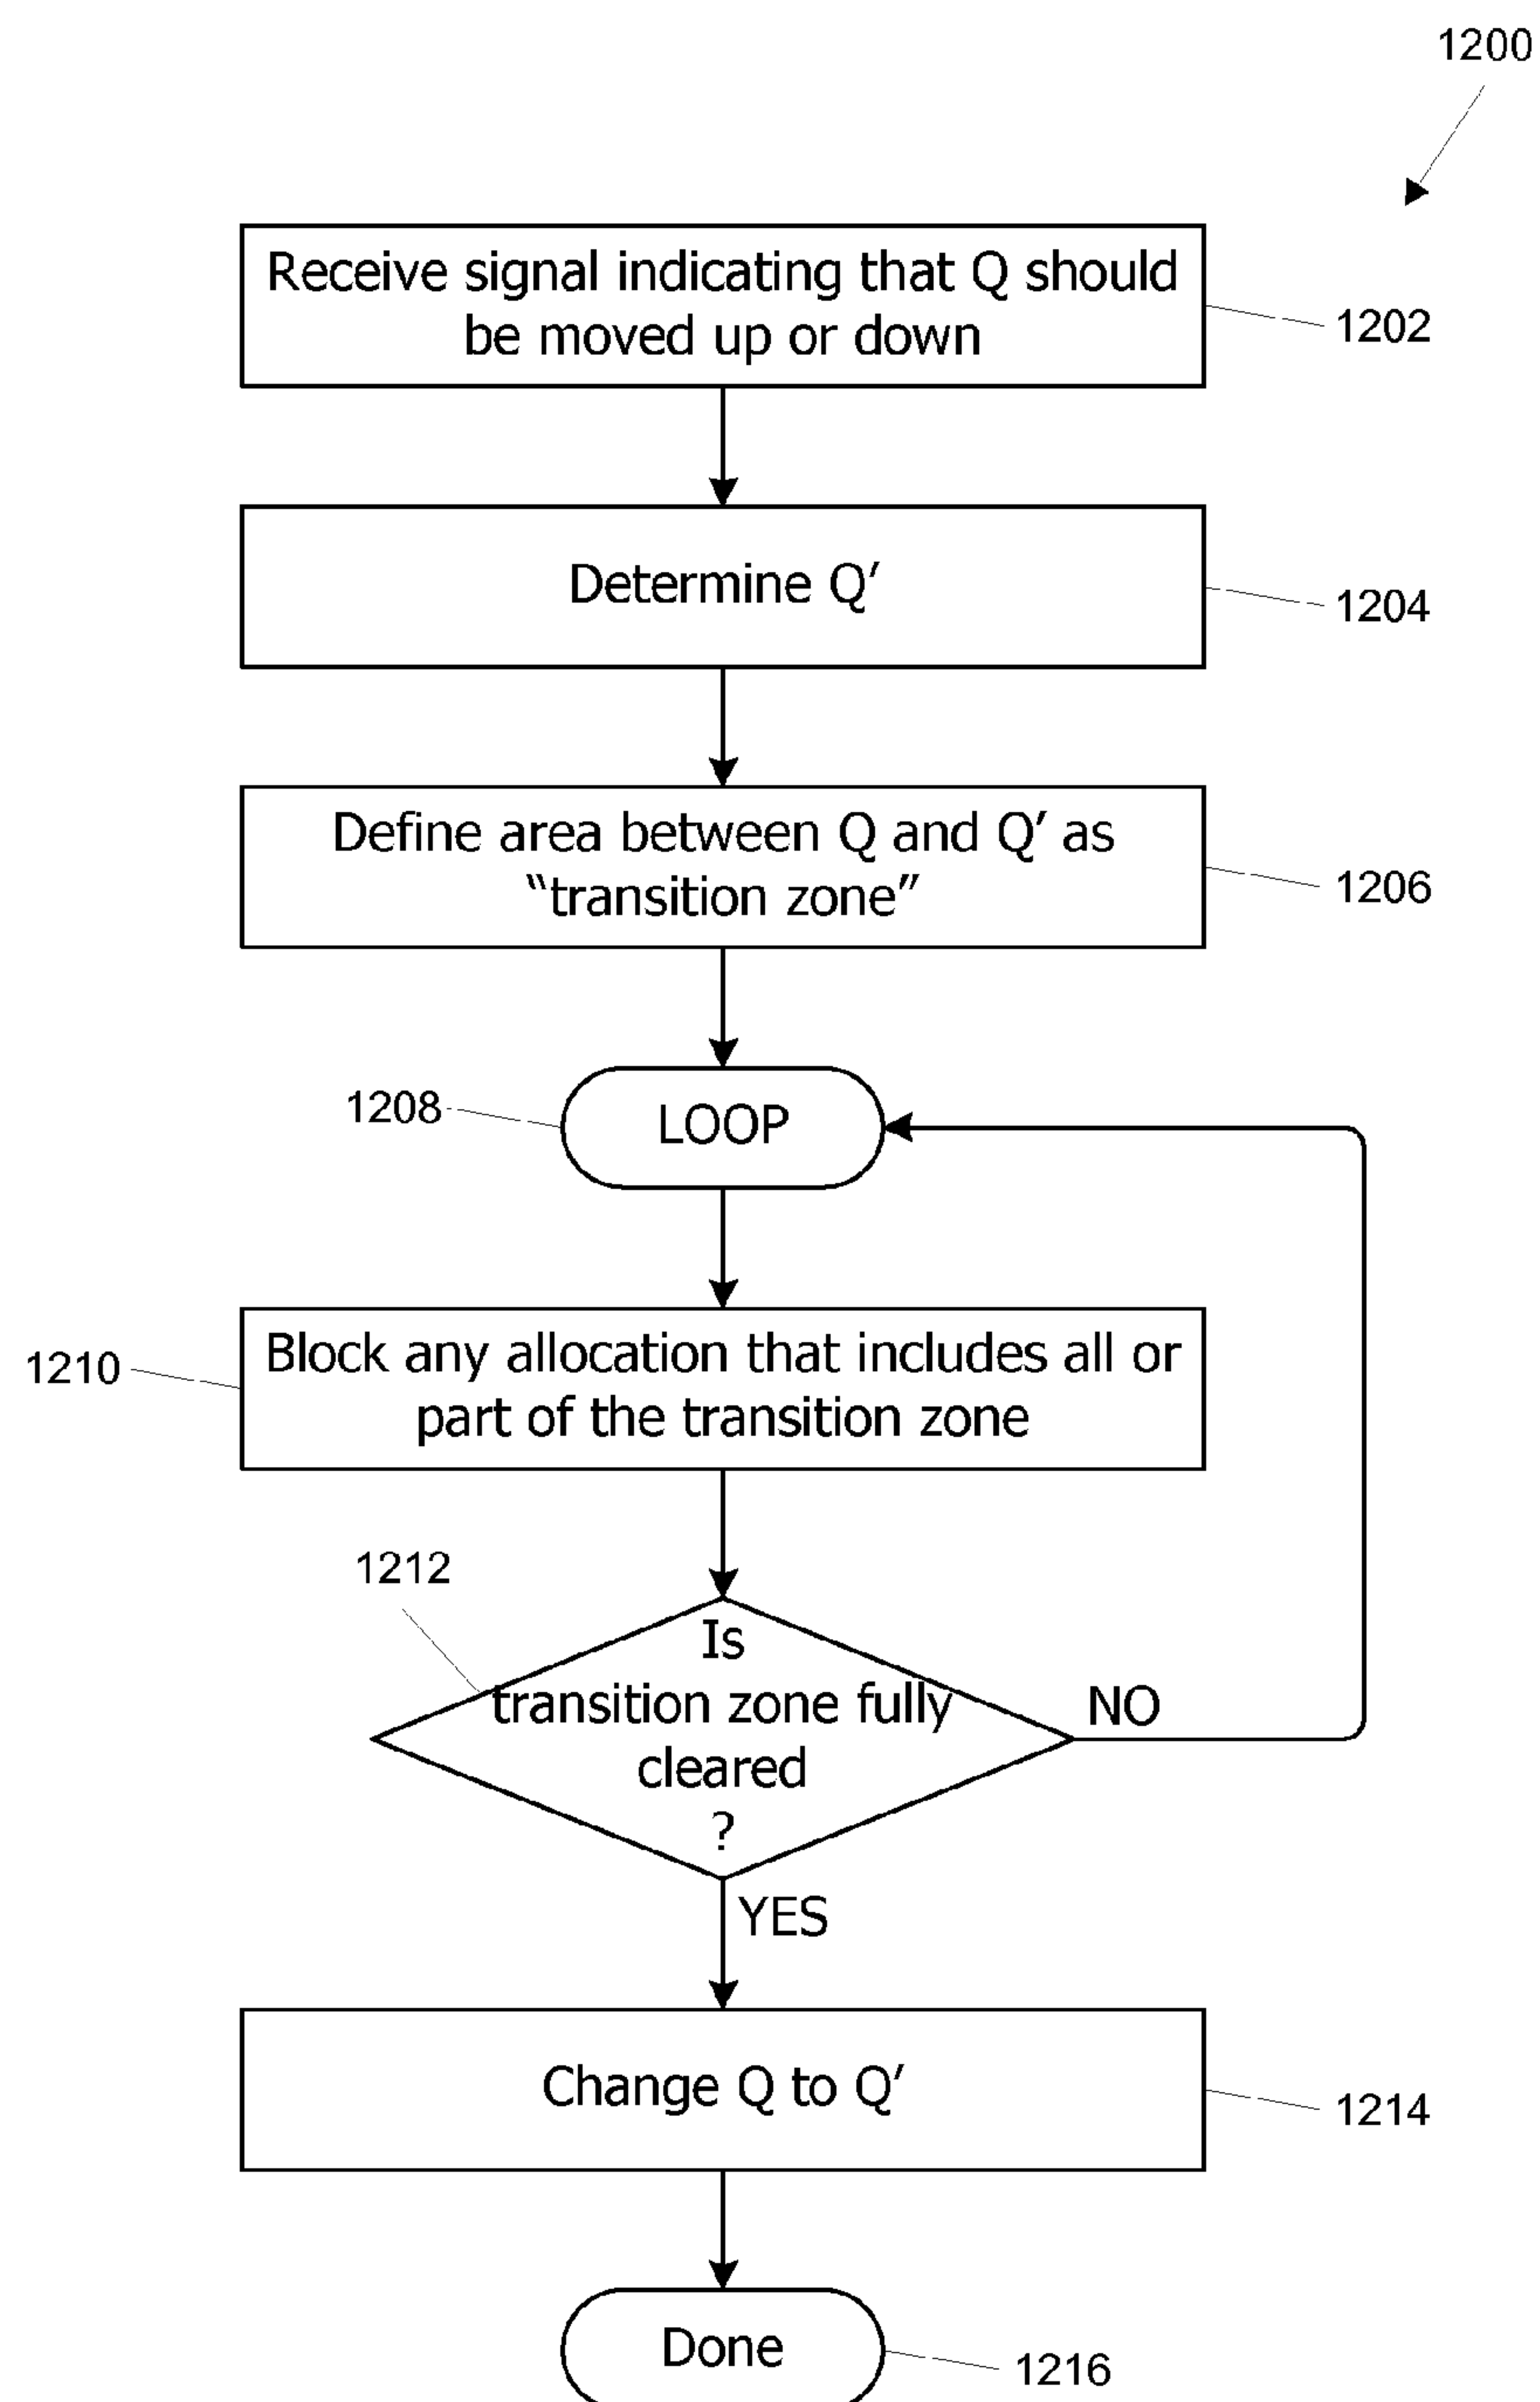 1200
Receive signal indicating that Q should
be moved up or down
1202
Determine Q′
1204
Define area between Q and Q′ as
“transition zone”
1206
1208
LOOP
1210
Block any allocation that includes all or
part of the transition zone
1212
Is
transition zone fully
cleared
?
NO
YES
Change Q to Q′
1214
Done
1216